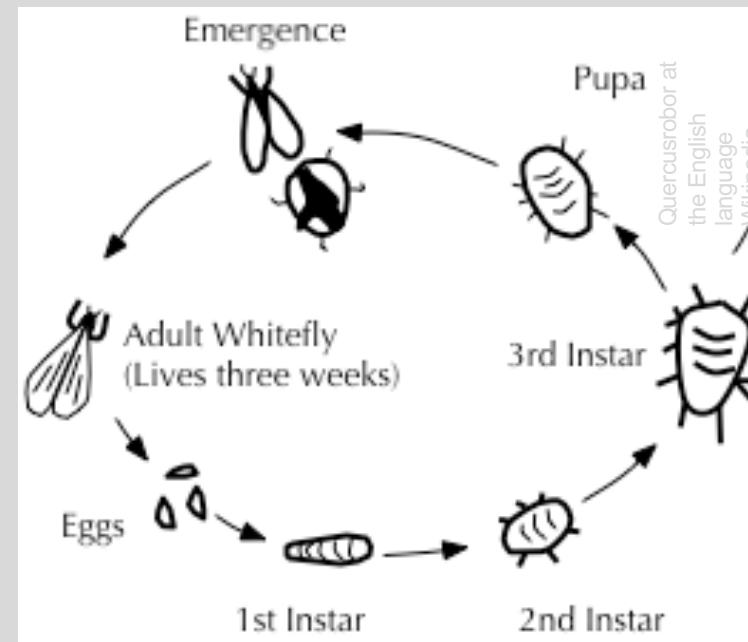 Emergence
Pupa
Quercusrobor at
the English
language
Adult Whitefly
(Lives three weeks)
3rd Instar
Eggs
1st Instar
2nd Instar